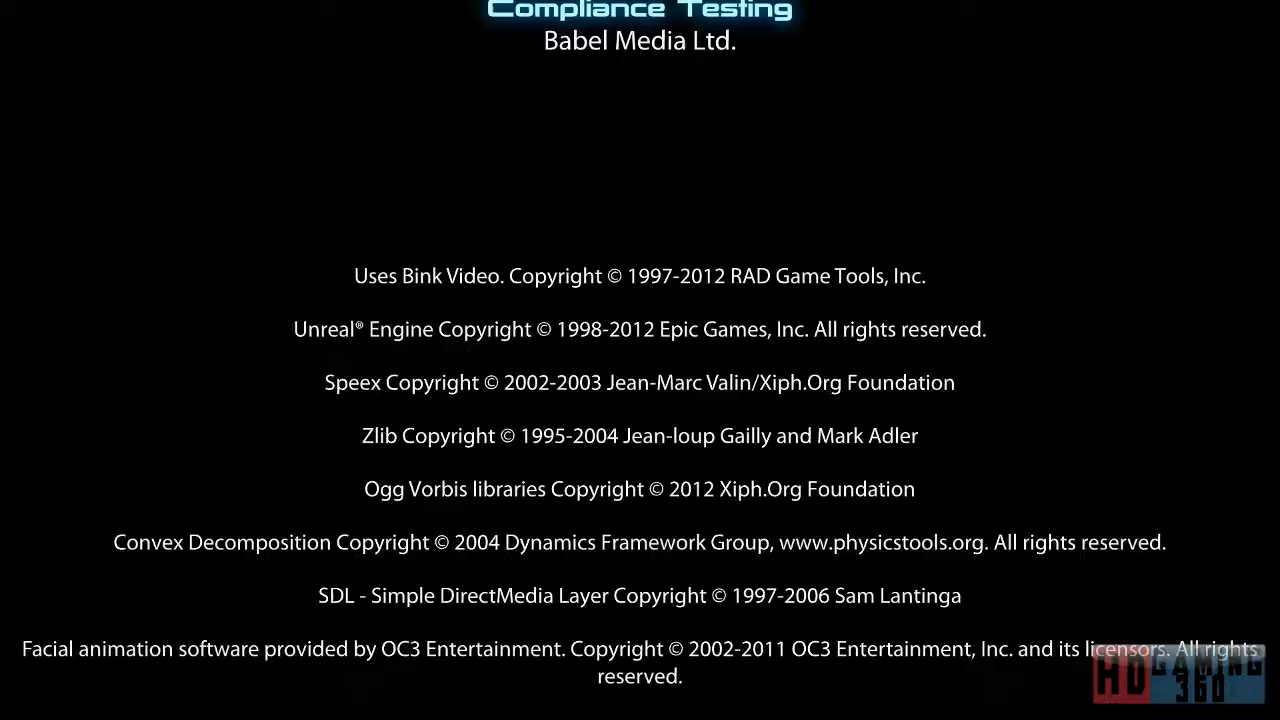 Compliance Testing
Babel Media Ltd.
Uses Bink Video. Copyright © 1997-2012 RAD Game Tools, Inc.
Unreal® Engine Copyright © 1998-2012 Epic Games, Inc. All rights reserved.
Speex Copyright © 2002-2003 Jean-Marc Valin/Xiph.Org Foundation
Zlib Copyright © 1995-2004 Jean-loup Gailly and Mark Adler
Ogg Vorbis libraries Copyright © 2012 Xiph.Org Foundation
Convex Decomposition Copyright © 2004 Dynamics Framework Group, www.physicstools.org. All rights reserved.
SDL - Simple DirectMedia Layer Copyright © 1997-2006 Sam Lantinga
Facial animation software provided by OC3 Entertainment. Copyright © 2002-2011 OC3 Entertainment, Inc. and its licensors. All rights
reserved.
HD GAMING
360